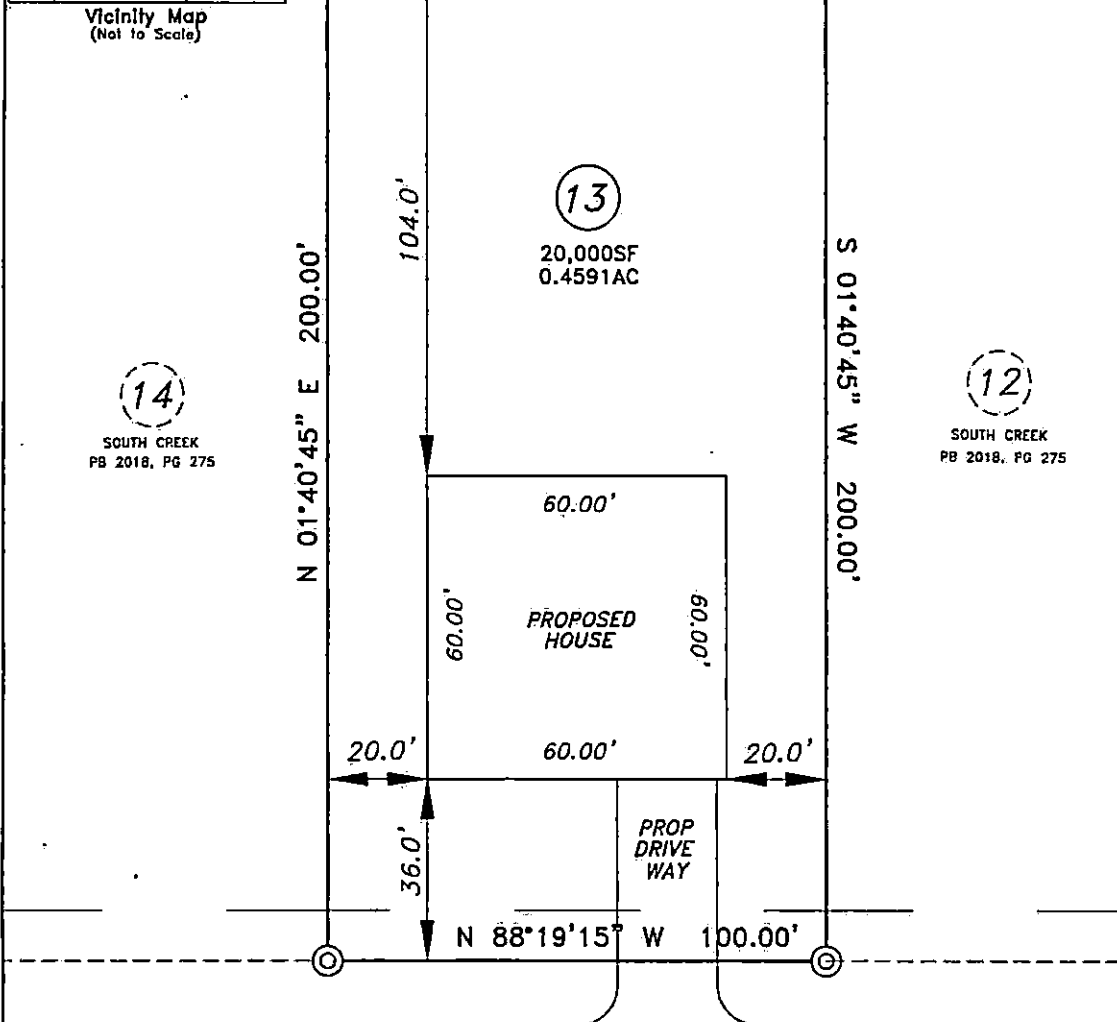 Vicinity Map
(Not to Scale)
104.0'
13
20,000SF
0.4591AC
N 01°40'45" E 200.00'
S 01°40'45" W 200.00'
14
SOUTH CREEK
PB 2018, PG 275
12
SOUTH CREEK
PB 2018, PG 275
60.00'
60.00'
PROPOSED
HOUSE
60.00'
20.0'
60.00'
20.0'
36.0'
PROP
DRIVE
WAY
N 88°19'15" W 100.00'